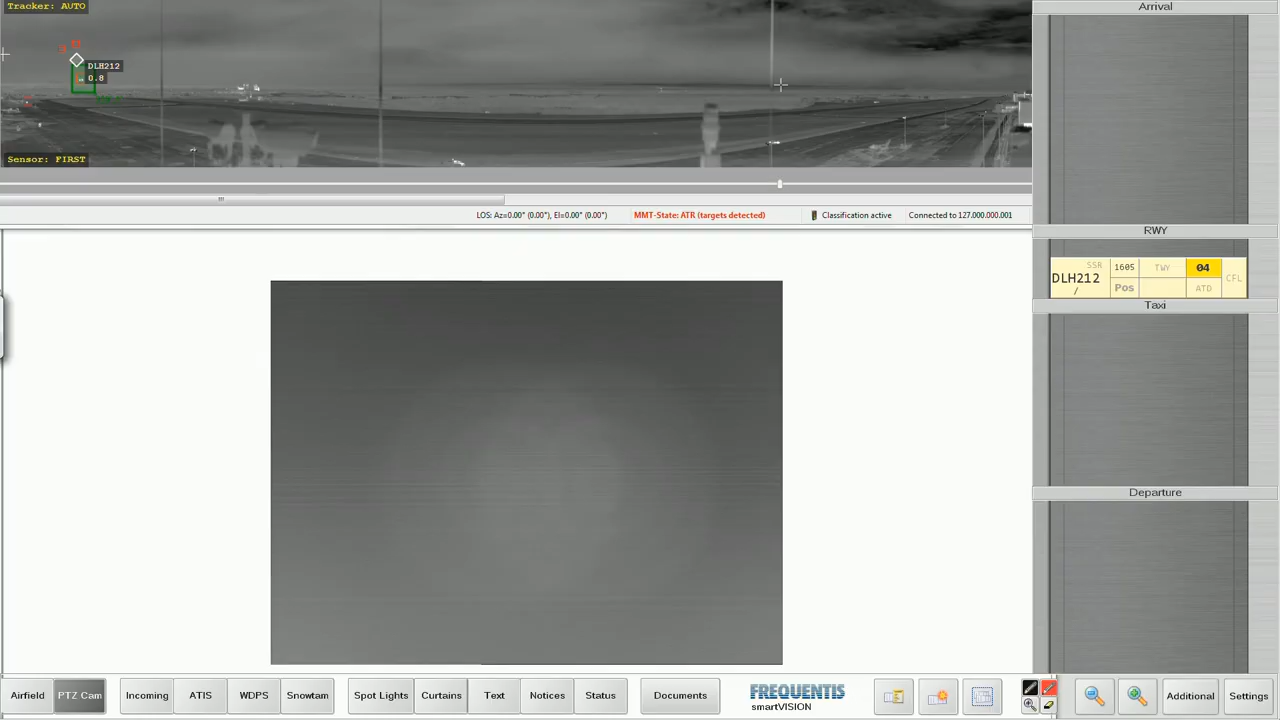 Tracker: AUTO
DLH212
0.8
Sensor: FIRST
LOS: Az=0.00° (0.00°), El=0.00° (0.00°)
MMT-State: ATR (targets detected)
Classification active
Connected to 127.000.000.001
Arrival
RWY
SSR
DLH212
/
1605
Pos
TWY
04
ATD
CFL
Taxi
Departure
Airfield
PTZ Cam
Incoming
ATIS
WDPS
Snowtam
Spot Lights
Curtains
Text
Notices
Status
Documents
FREQUENTIS
smartVISION
Additional
Settings